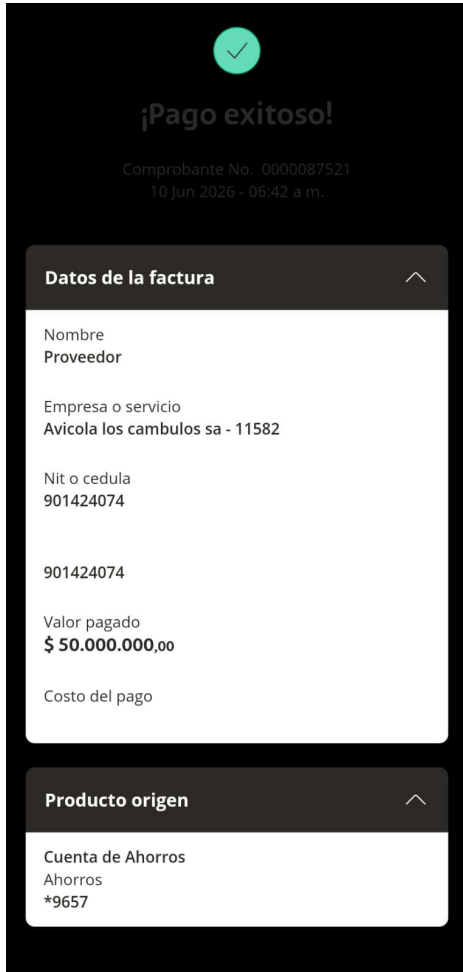 ¡Pago exitoso!
Comprobante No. 0000087521
10 Jun 2026 - 06:42 a m.
Datos de la factura
Nombre
Proveedor
Empresa o servicio
Avicola los cambulos sa - 11582
Nit o cedula
901424074
901424074
Valor pagado
$ 50.000.000,00
Costo del pago
Producto origen
Cuenta de Ahorros
Ahorros
*9657